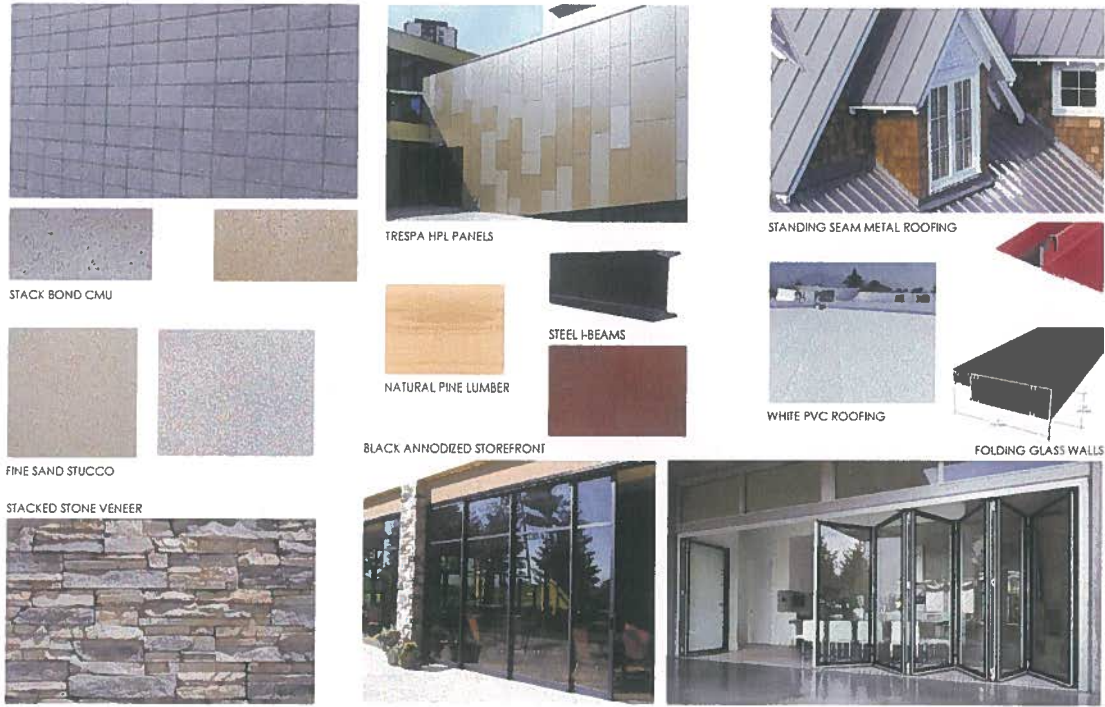 TRESPA HPL PANELS
STANDING SEAM METAL ROOFING
STACK BOND CMU
STEEL I-BEAMS
NATURAL PINE LUMBER
WHITE PVC ROOFING
BLACK ANNODIZED STOREFRONT
FOLDING GLASS WALLS
FINE SAND STUCCO
STACKED STONE VENEER